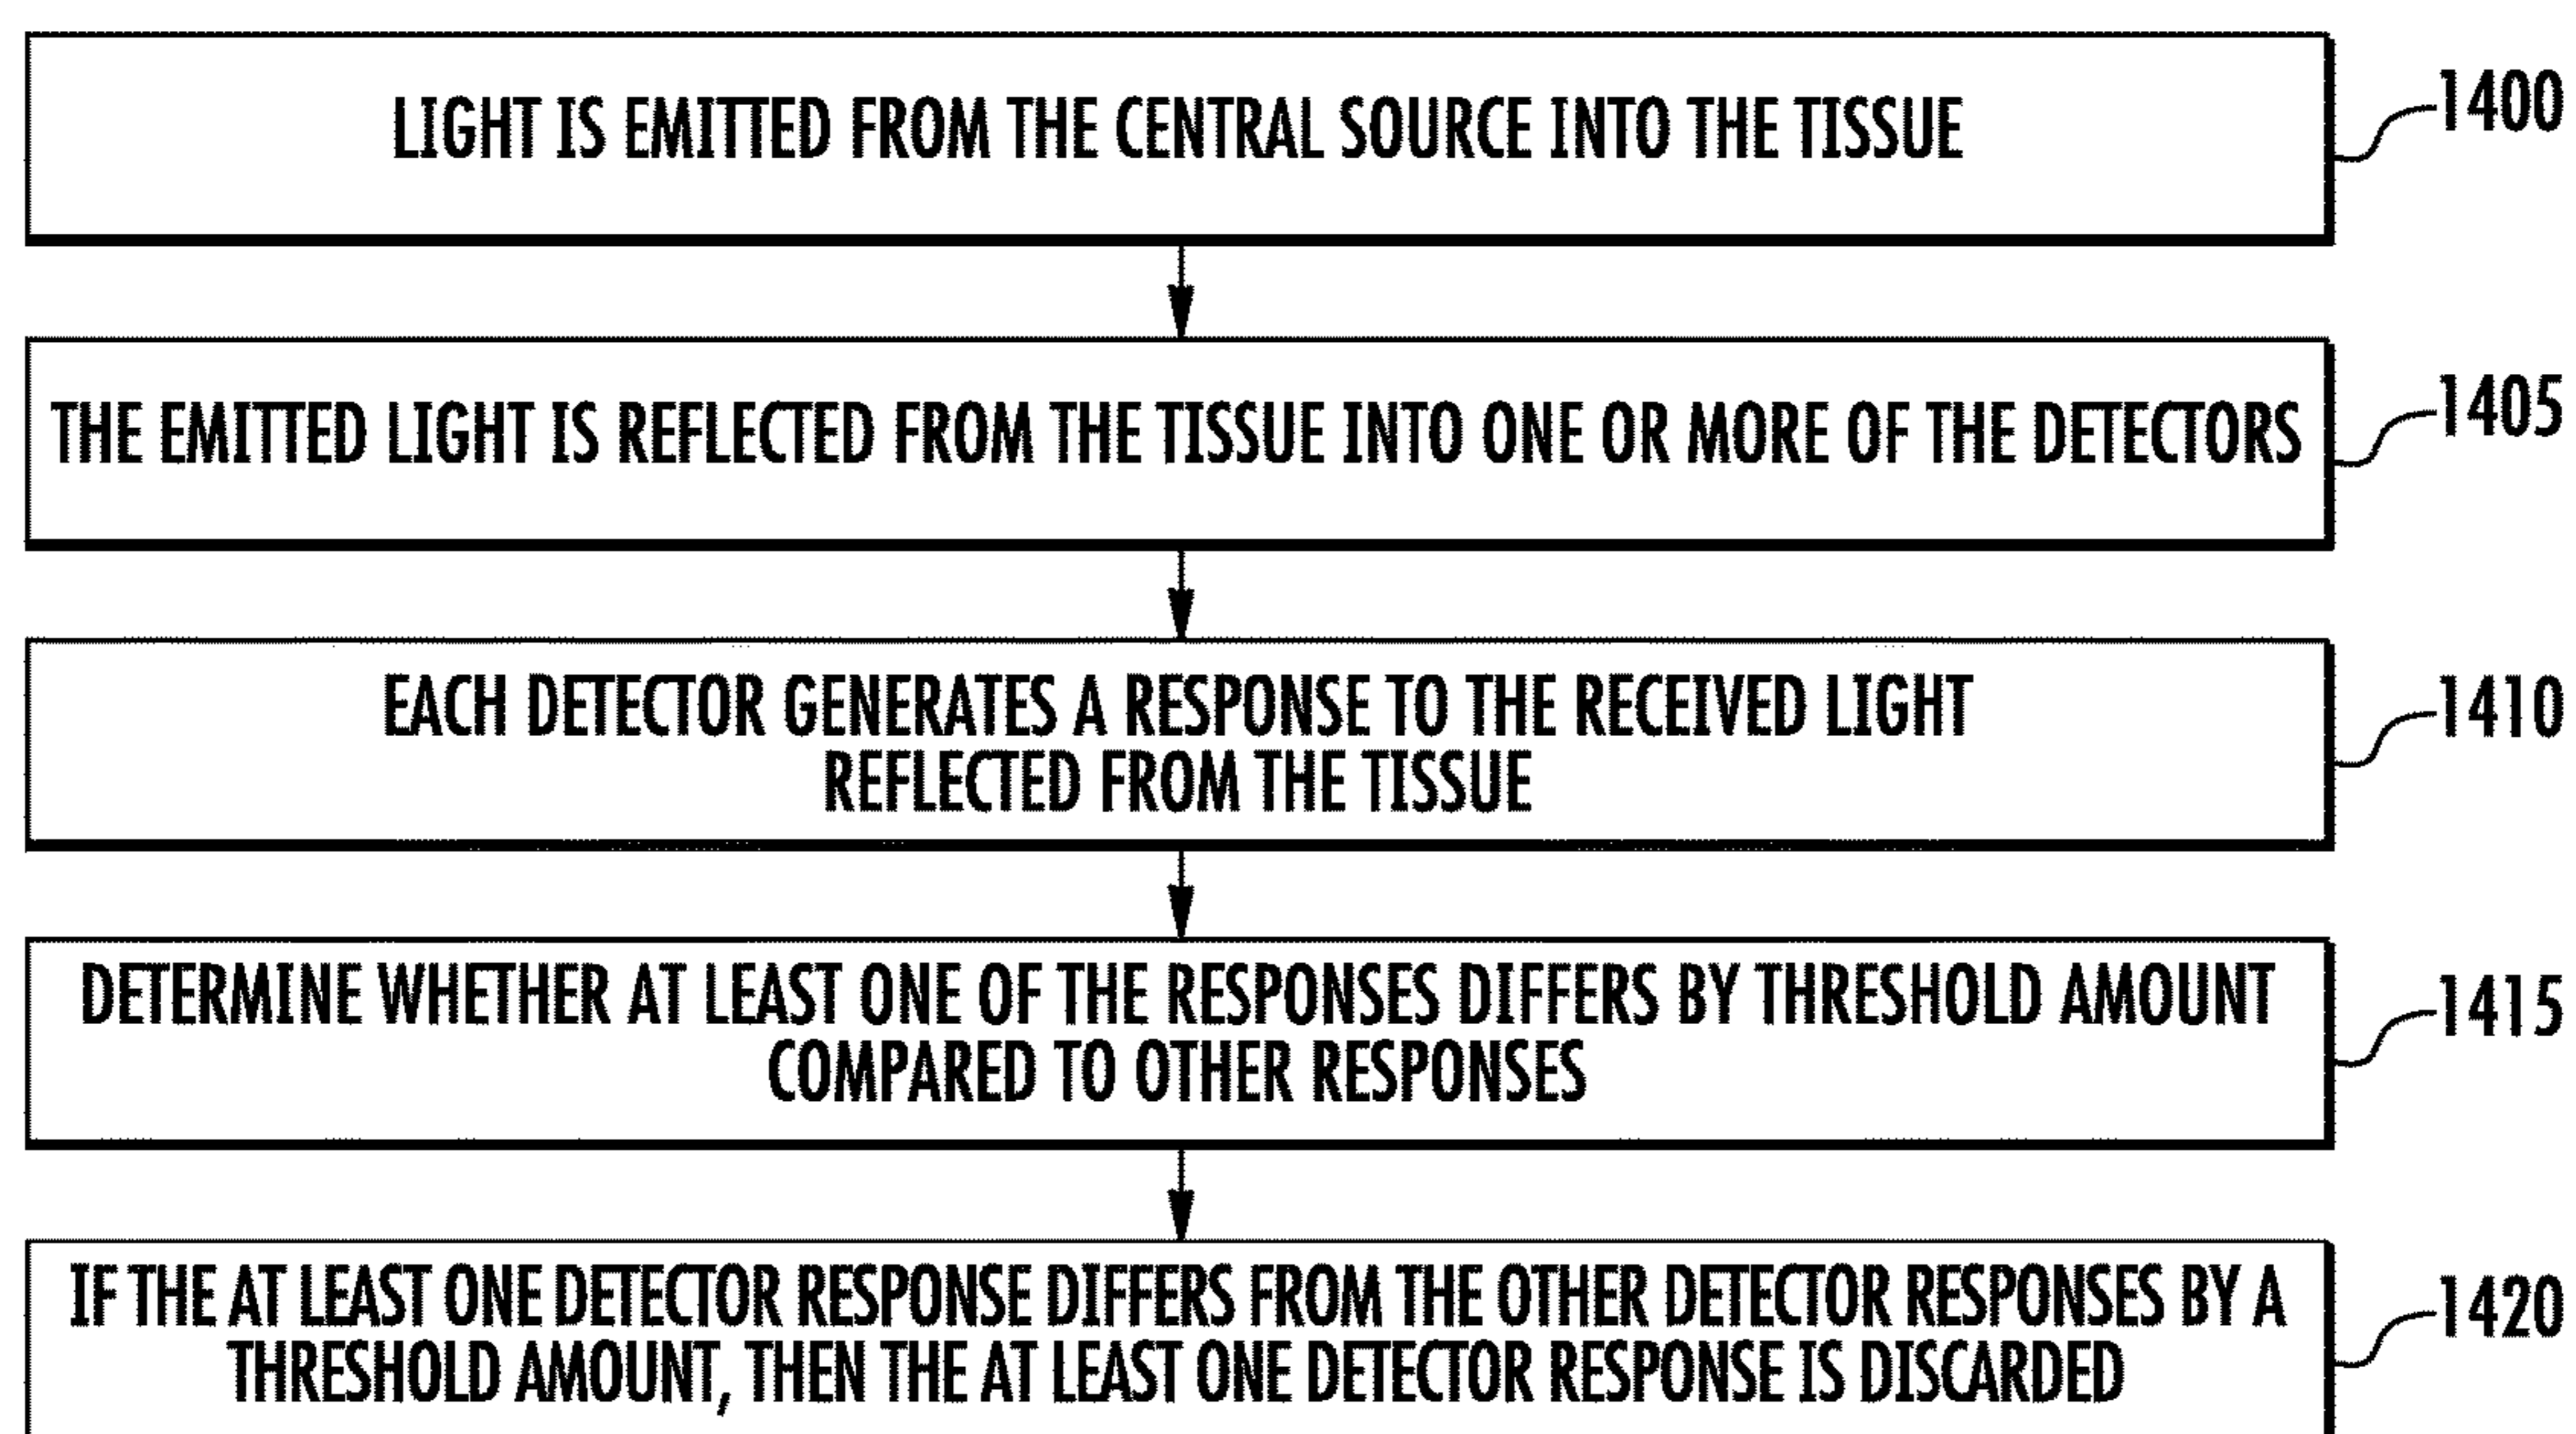 LIGHT IS EMITTED FROM THE CENTRAL SOURCE INTO THE TISSUE
1400
THE EMITTED LIGHT IS REFLECTED FROM THE TISSUE INTO ONE OR MORE OF THE DETECTORS
1405
EACH DETECTOR GENERATES A RESPONSE TO THE RECEIVED LIGHT
REFLECTED FROM THE TISSUE
1410
DETERMINE WHETHER AT LEAST ONE OF THE RESPONSES DIFFERS BY THRESHOLD AMOUNT
COMPARED TO OTHER RESPONSES
1415
IF THE AT LEAST ONE DETECTOR RESPONSE DIFFERS FROM THE OTHER DETECTOR RESPONSES BY A
THRESHOLD AMOUNT, THEN THE AT LEAST ONE DETECTOR RESPONSE IS DISCARDED
1420